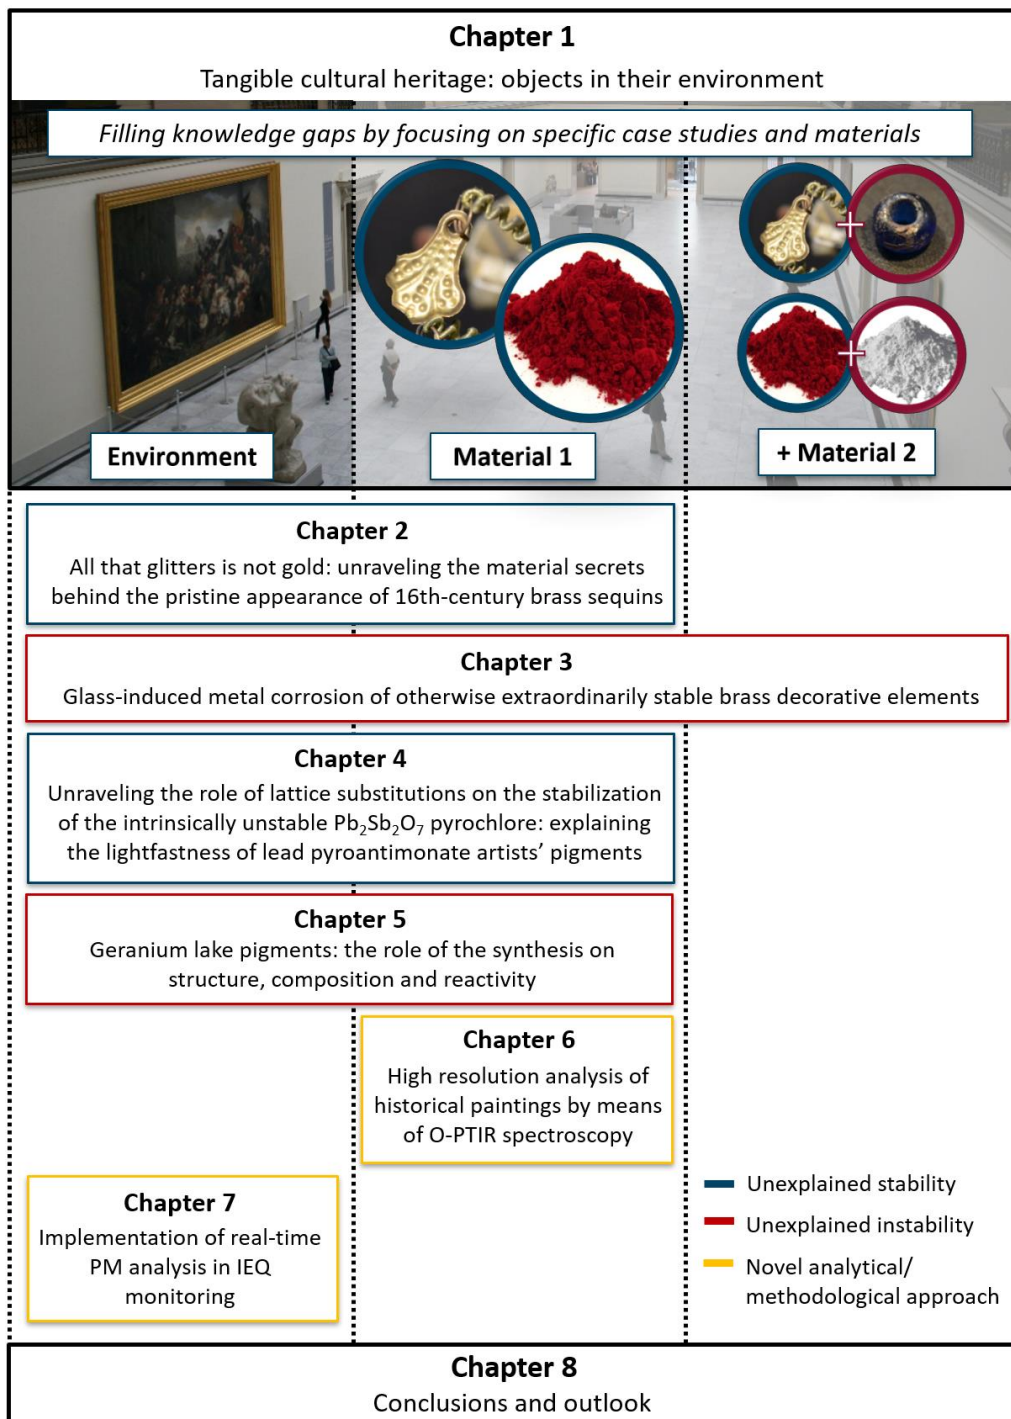 Chapter 1
Tangible cultural heritage: objects in their environment
Filling knowledge gaps by focusing on specific case studies and materials
Environment
Material 1
+ Material 2
Chapter 2
All that glitters is not gold: unraveling the material secrets
behind the pristine appearance of 16th-century brass sequins
Chapter 3
Glass-induced metal corrosion of otherwise extraordinarily stable brass decorative elements
Chapter 4
Unraveling the role of lattice substitutions on the stabilization
of the intrinsically unstable Pb₂Sb₂O₇ pyrochlore: explaining
the lightfastness of lead pyroantimonate artists’ pigments
Chapter 5
Geranium lake pigments: the role of the synthesis on
structure, composition and reactivity
Chapter 6
High resolution analysis of
historical paintings by means
of O-PTIR spectroscopy
Chapter 7
Implementation of real-time
PM analysis in IEQ
monitoring
Unexplained stability
Unexplained instability
Novel analytical/
methodological approach
Chapter 8
Conclusions and outlook